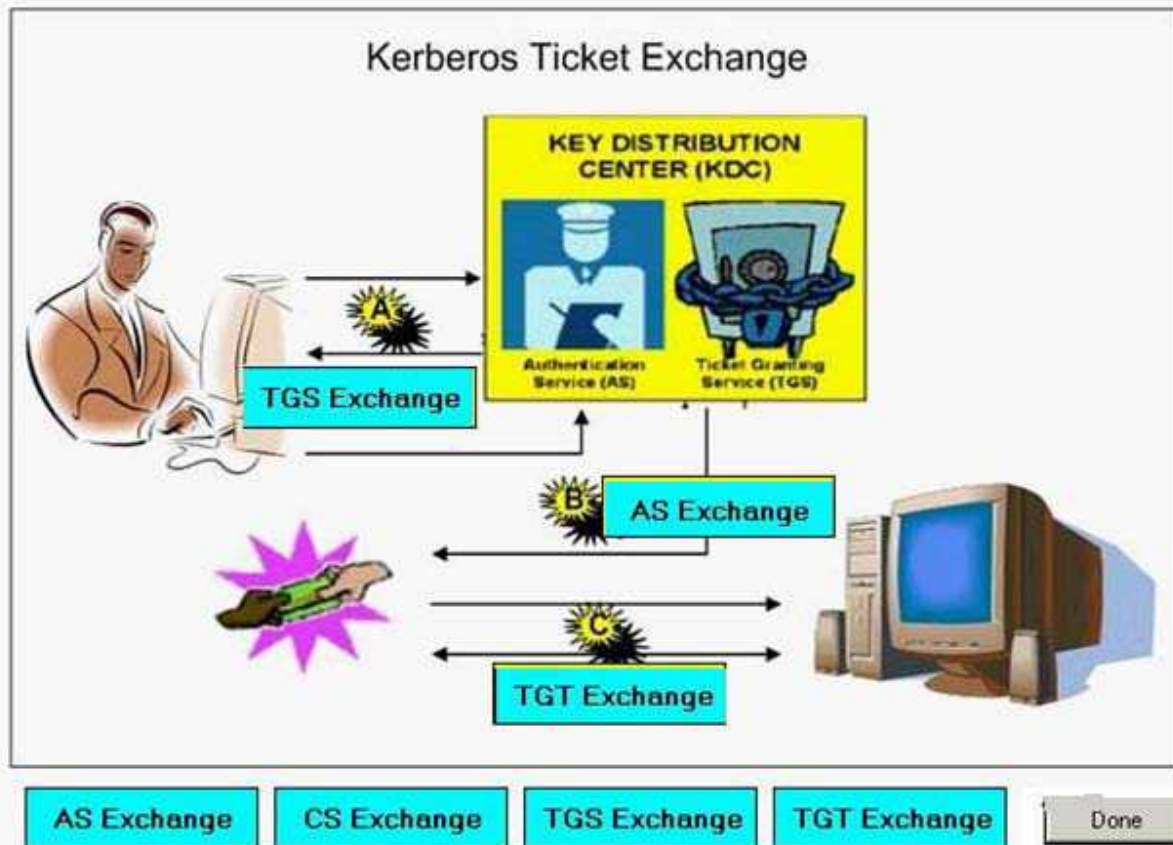 Kerberos Ticket Exchange
KEY DISTRIBUTION
CENTER (KDC)
Authentication
Service (AS)
Ticket Granting
Service (TGS)
A
TGS Exchange
B
AS Exchange
C
TGT Exchange
AS Exchange
CS Exchange
TGS Exchange
TGT Exchange
Done